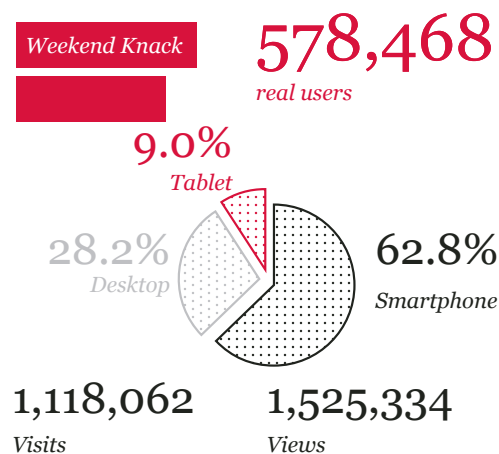 Weekend Knack
578,468
real users
9.0%
Tablet
28.2%
Desktop
62.8%
Smartphone
1,118,062
Visits
1,525,334
Views